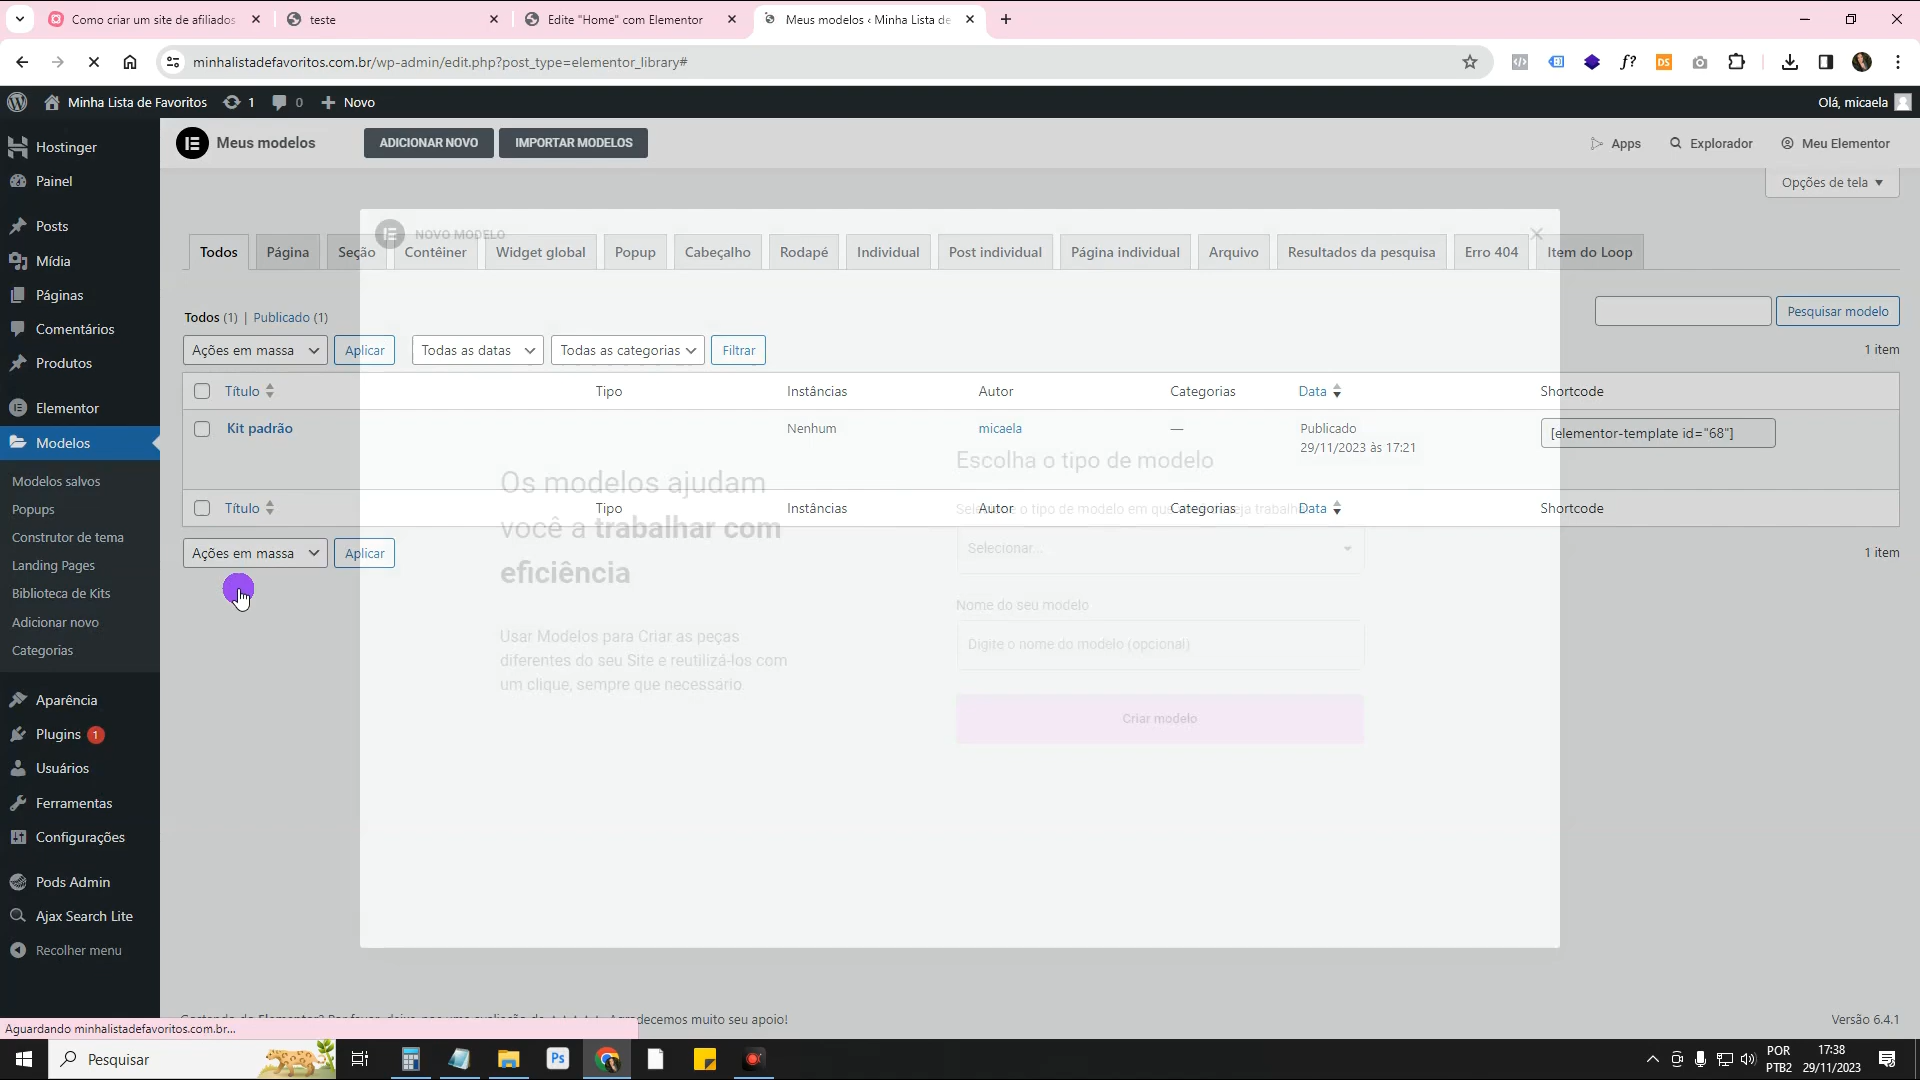 Como criar um site de afiliados
teste
Edite "Home" com Elementor
Meus modelos ‹ Minha Lista de
minhalistadefavoritos.com.br/wp-admin/edit.php?post_type=elementor_library#
Minha Lista de Favoritos 1 0 + Novo
Olá, micaela
Hostinger
Painel
Posts
Mídia
Páginas
Comentários
Produtos
Elementor
Modelos
Modelos salvos
Popups
Construtor de tema
Landing Pages
Biblioteca de Kits
Adicionar novo
Categorias
Aparência
Plugins 1
Usuários
Ferramentas
Configurações
Pods Admin
Ajax Search Lite
Recolher menu
Meus modelos
ADICIONAR NOVO
IMPORTAR MODELOS
Apps
Explorador
Meu Elementor
Opções de tela
NOVO MODELO
Todos Página Seção Contêiner Widget global Popup Cabeçalho Rodapé Individual Post individual Página individual Arquivo Resultados da pesquisa Erro 404 Item do Loop
Todos (1) | Publicado (1)
Pesquisar modelo
Ações em massa Aplicar Todas as datas Todas as categorias Filtrar
1 item
Título Tipo Instâncias Autor Categorias Data Shortcode
Kit padrão Nenhum micaela — Publicado
29/11/2023 às 17:21
[elementor-template id="68"]
Escolha o tipo de modelo
Os modelos ajudam
você a trabalhar com
eficiência
Título Tipo Instâncias Autor Categorias Data Shortcode
Selecionar...
Ações em massa Aplicar
1 item
Nome do seu modelo
Digite o nome do modelo (opcional)
Usar Modelos para Criar as peças
diferentes do seu Site e reutilizá-los com
um clique, sempre que necessário
Criar modelo
muito seu apoio!
Versão 6.4.1
Aguardando minhalistadefavoritos.com.br...
Pesquisar
Ps
DS
f?
POR
PTB2
17:38
29/11/2023